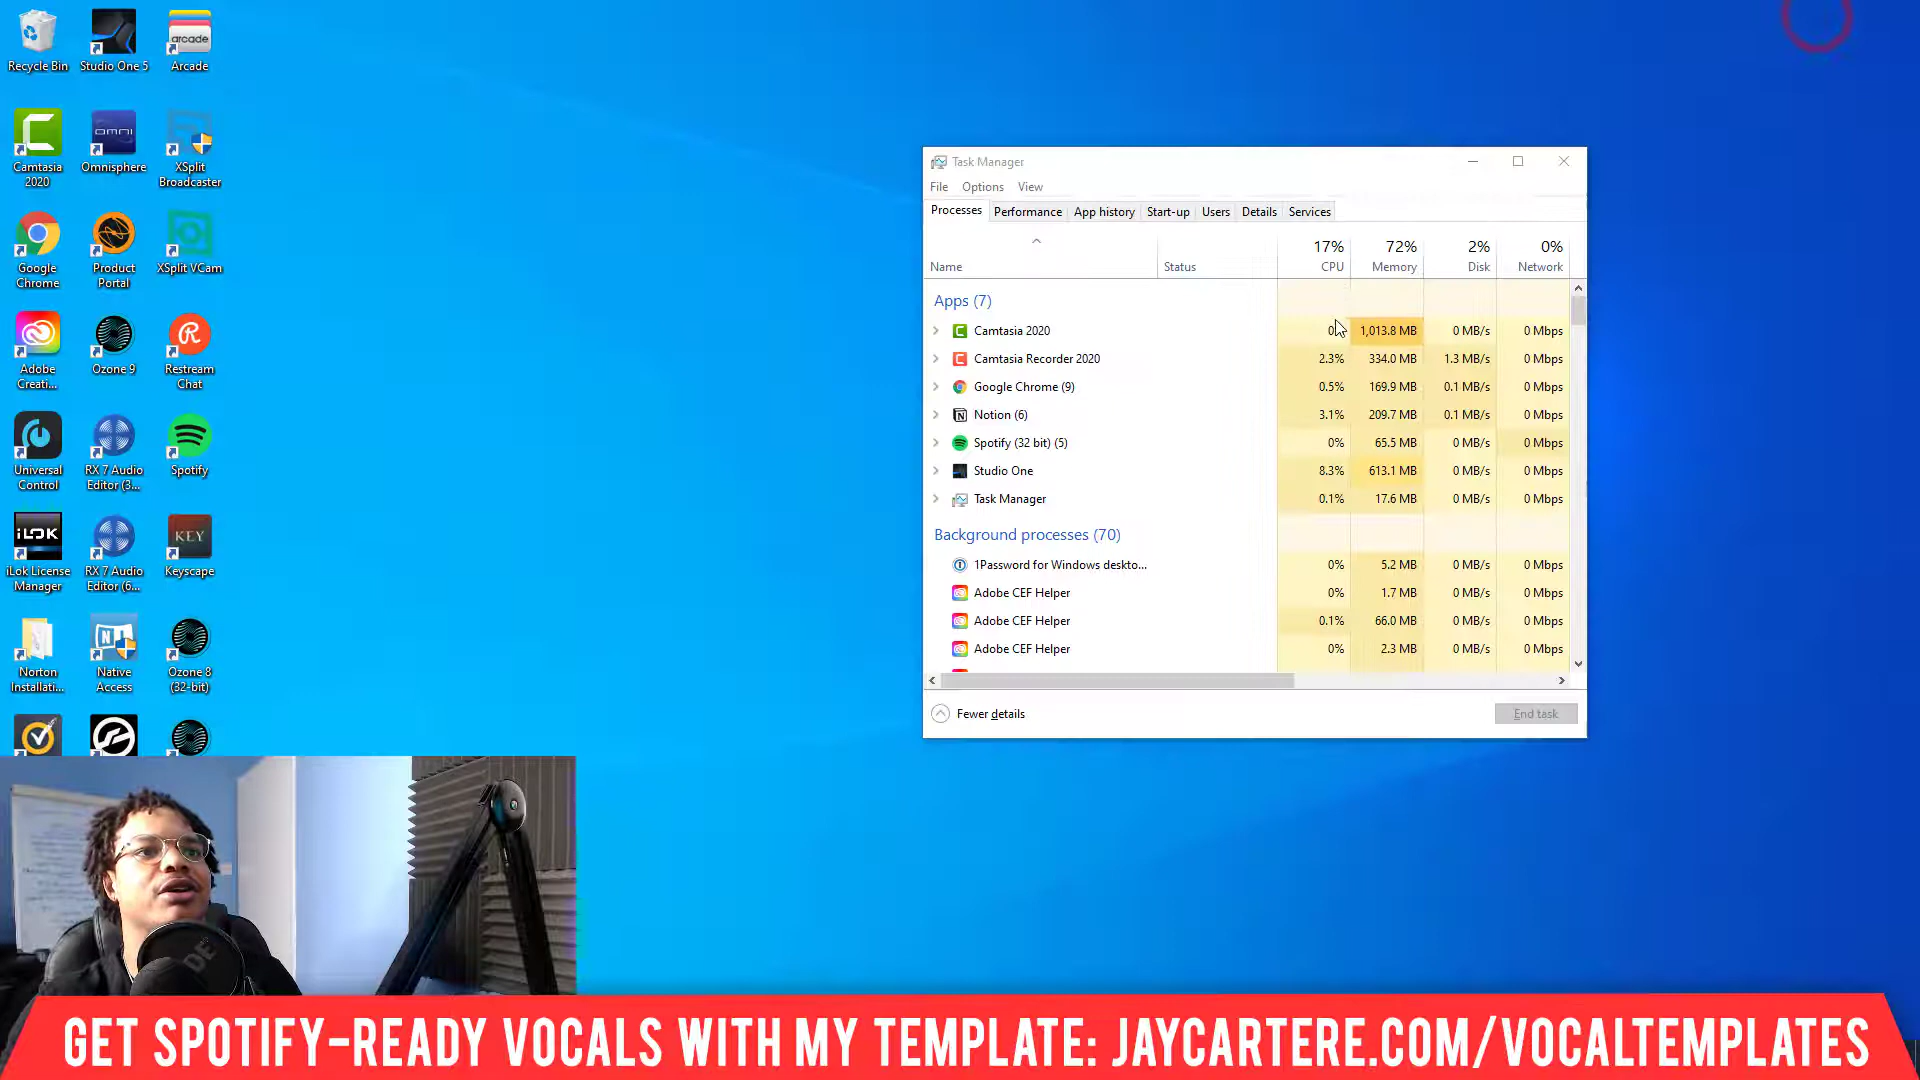 Recycle Bin
Studio One 5
arcade
Arcade
Camtasia
2020
OMNI
Omnisphere
XSplit
Broadcaster
Google
Chrome
Product
Portal
XSplit VCam
Adobe
Creati...
Ozone 9
Restream
Chat
Universal
Control
RX 7 Audio
Editor (3...
Spotify
iLOK
KEY
iLok License
Manager
RX 7 Audio
Editor (6...
Keyscape
Norton
Installati...
Native
Access
Ozone 8
(32-bit)
Task Manager
File Options View
Processes Performance App history Start-up Users Details Services
17% 72% 2% 0%
Name Status CPU Memory Disk Network
Apps (7)
Camtasia 2020 0 1,013.8 MB 0 MB/s 0 Mbps
Camtasia Recorder 2020 2.3% 334.0 MB 1.3 MB/s 0 Mbps
Google Chrome (9) 0.5% 169.9 MB 0.1 MB/s 0 Mbps
Notion (6) 3.1% 209.7 MB 0.1 MB/s 0 Mbps
Spotify (32 bit) (5) 0% 65.5 MB 0 MB/s 0 Mbps
Studio One 8.3% 613.1 MB 0 MB/s 0 Mbps
Task Manager 0.1% 17.6 MB 0 MB/s 0 Mbps
Background processes (70)
1Password for Windows deskto... 0% 5.2 MB 0 MB/s 0 Mbps
Adobe CEF Helper 0% 1.7 MB 0 MB/s 0 Mbps
Adobe CEF Helper 0.1% 66.0 MB 0 MB/s 0 Mbps
Adobe CEF Helper 0% 2.3 MB 0 MB/s 0 Mbps
Fewer details
End task
GET SPOTIFY-READY VOCALS WITH MY TEMPLATE: JAYCARTERE.COM/VOCALTEMPLATES